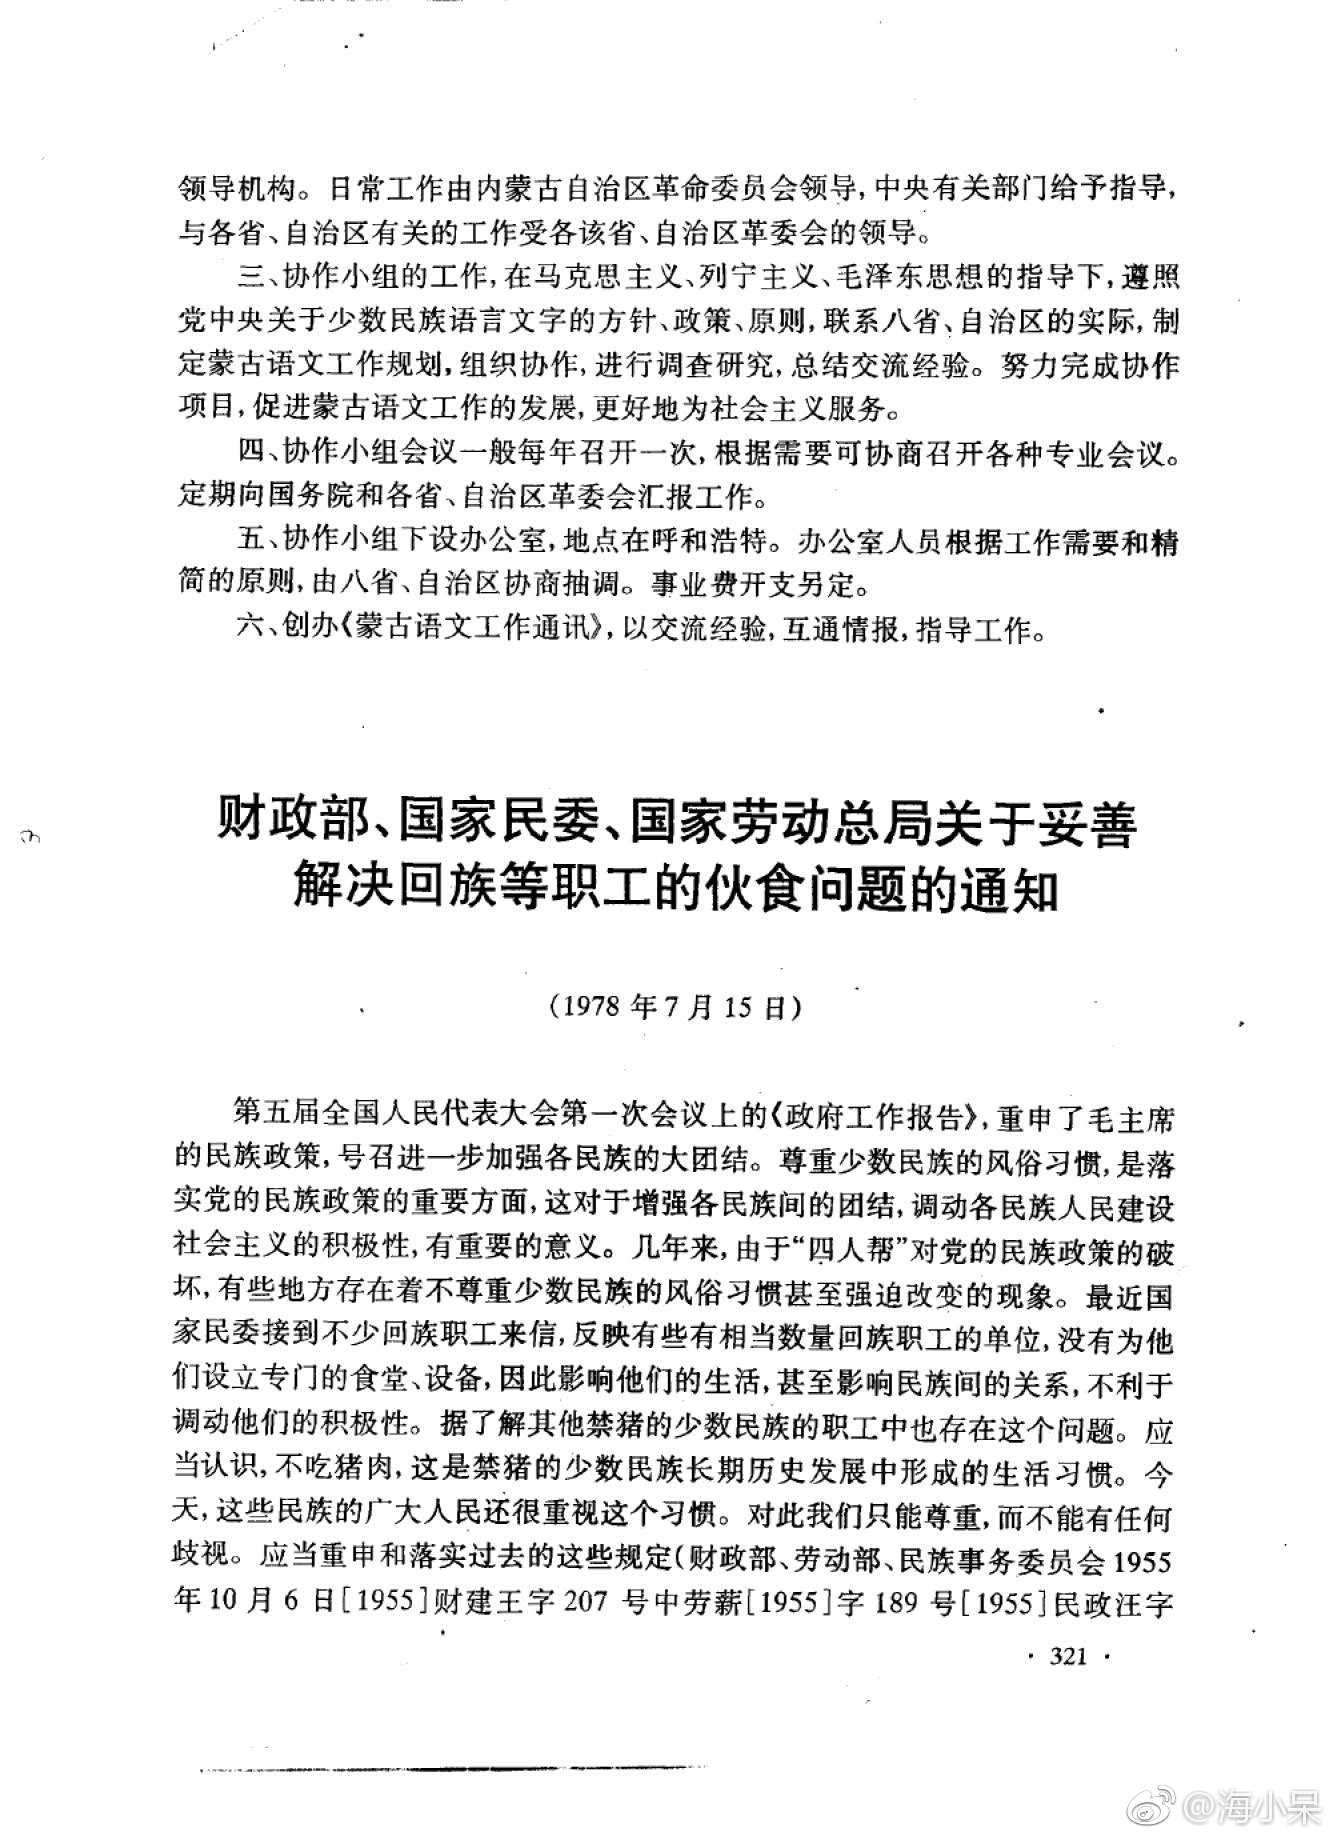 领导机构。日常工作由内蒙古自治区革命委员会领导,中央有关部门给予指导,
与各省、自治区有关的工作受各该省、自治区革委会的领导。
三、协作小组的工作,在马克思主义、列宁主义、毛泽东思想的指导下,遵照
党中央关于少数民族语言文字的方针、政策、原则,联系八省、自治区的实际,制
定蒙古语文工作规划,组织协作,进行调查研究,总结交流经验。努力完成协作
项目,促进蒙古语文工作的发展,更好地为社会主义服务。
四、协作小组会议一般每年召开一次,根据需要可协商召开各种专业会议。
定期向国务院和各省、自治区革委会汇报工作。
五、协作小组下设办公室,地点在呼和浩特。办公室人员根据工作需要和精
简的原则,由八省、自治区协商抽调。事业费开支另定。
六、创办《蒙古语文工作通讯》,以交流经验,互通情报,指导工作。
财政部、国家民委、国家劳动总局关于妥善
解决回族等职工的伙食问题的通知
(1978年7月15日)
第五届全国人民代表大会第一次会议上的《政府工作报告》,重申了毛主席
的民族政策,号召进一步加强各民族的大团结。尊重少数民族的风俗习惯,是落
实党的民族政策的重要方面,这对于增强各民族间的团结,调动各民族人民建设
社会主义的积极性,有重要的意义。几年来,由于“四人帮”对党的民族政策的破
坏,有些地方存在着不尊重少数民族的风俗习惯甚至强迫改变的现象。最近国
家民委接到不少回族职工来信,反映有些有相当数量回族职工的单位,没有为他
们设立专门的食堂、设备,因此影响他们的生活,甚至影响民族间的关系,不利于
调动他们的积极性。据了解其他禁猪的少数民族的职工中也存在这个问题。应
当认识,不吃猪肉,这是禁猪的少数民族长期历史发展中形成的生活习惯。今
天,这些民族的广大人民还很重视这个习惯。对此我们只能尊重,而不能有任何
歧视。应当重申和落实过去的这些规定(财政部、劳动部、民族事务委员会1955
年10月6日[1955]财建王字207号中劳薪[1955]字189号[1955]民政汪字
·321·
@海小呆